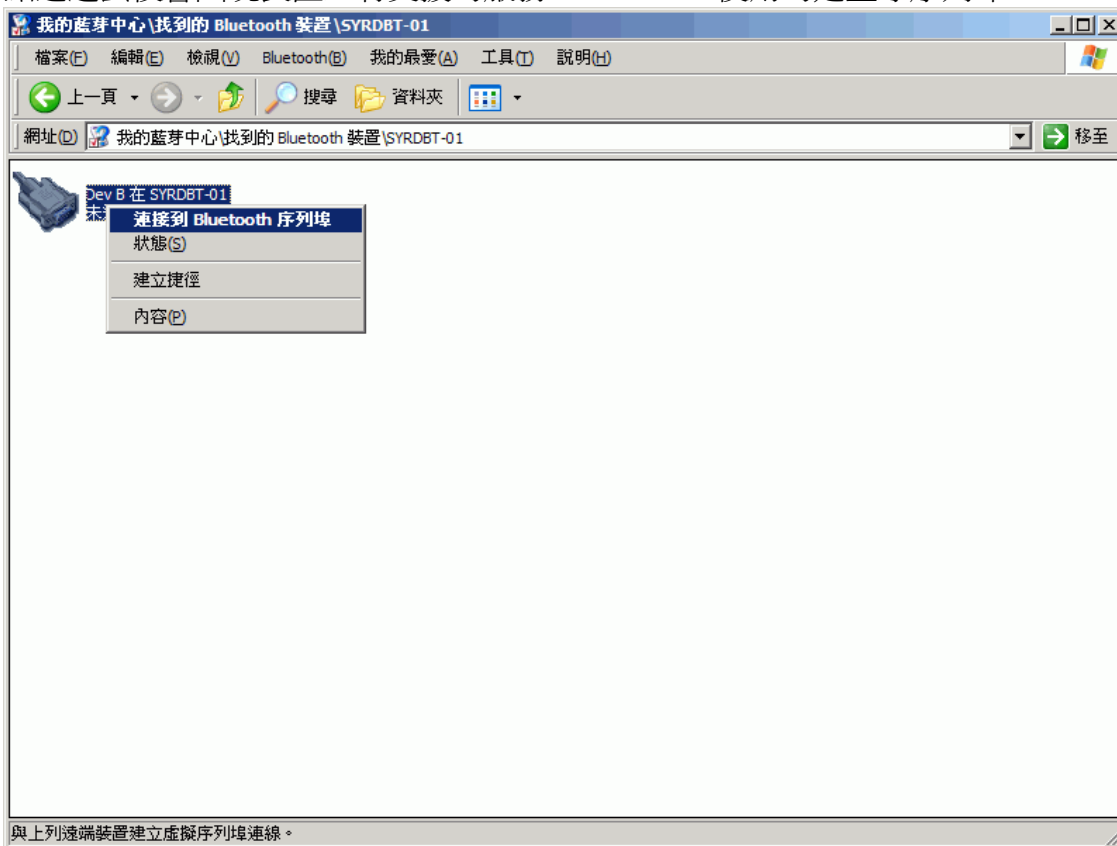 我的藍芽中心\找到的 Bluetooth 裝置\SYRDBT-01
檔案(F) 編輯(E) 檢視(V) Bluetooth(B) 我的最愛(A) 工具(T) 說明(H)
上一頁 搜尋 資料夾
網址(D) 我的藍芽中心\找到的 Bluetooth 裝置\SYRDBT-01 移至
Dev B 在 SYRDBT-01
連接到 Bluetooth 序列埠
狀態(S)
建立捷徑
內容(P)
與上列遠端裝置建立虛擬序列埠連線。